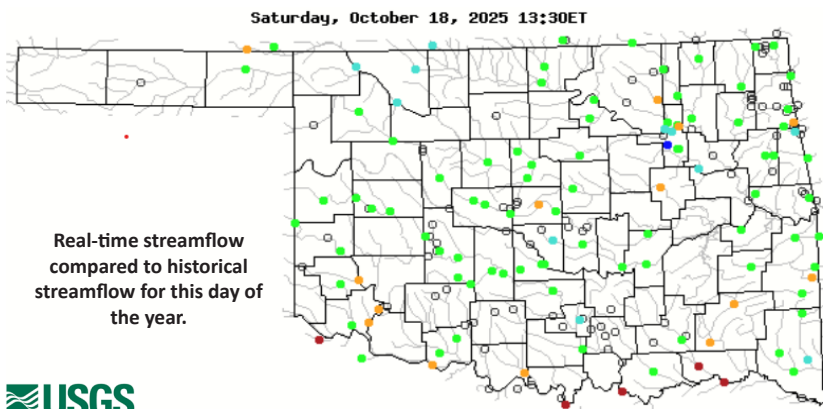 Saturday, October 18, 2025 13:30ET
Real-time streamflow
compared to historical
streamflow for this day of
the year.
USGS